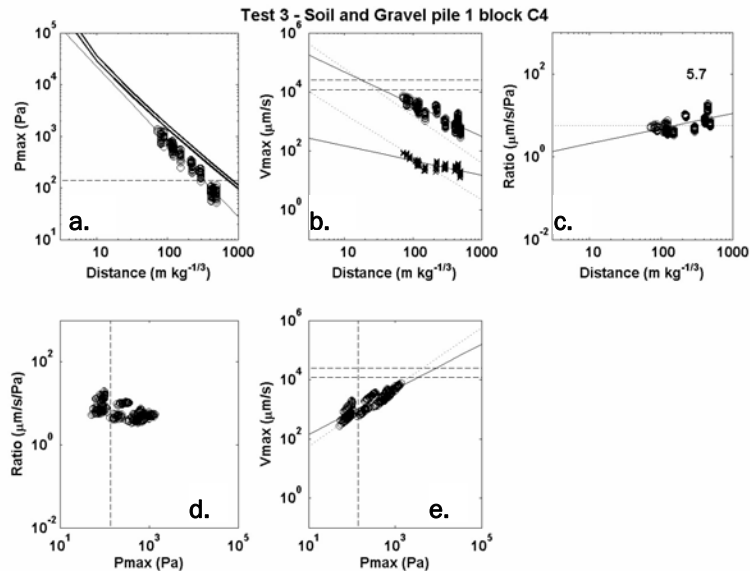 Test 3 - Soil and Gravel pile 1 block C4
10^5
10^4
10^3
10^2
10^1
Pmax (Pa)
a.
10
100
1000
Distance (m kg^-1/3)
10^6
10^4
10^2
10^0
Vmax (μm/s)
b.
10
100
1000
Distance (m kg^-1/3)
10^2
10^0
10^-2
Ratio (μm/s/Pa)
5.7
c.
10
100
1000
Distance (m kg^-1/3)
10^2
10^0
10^-2
Ratio (μm/s/Pa)
d.
10^1
10^3
10^5
Pmax (Pa)
10^6
10^4
10^2
10^0
Vmax (μm/s)
e.
10^1
10^3
10^5
Pmax (Pa)